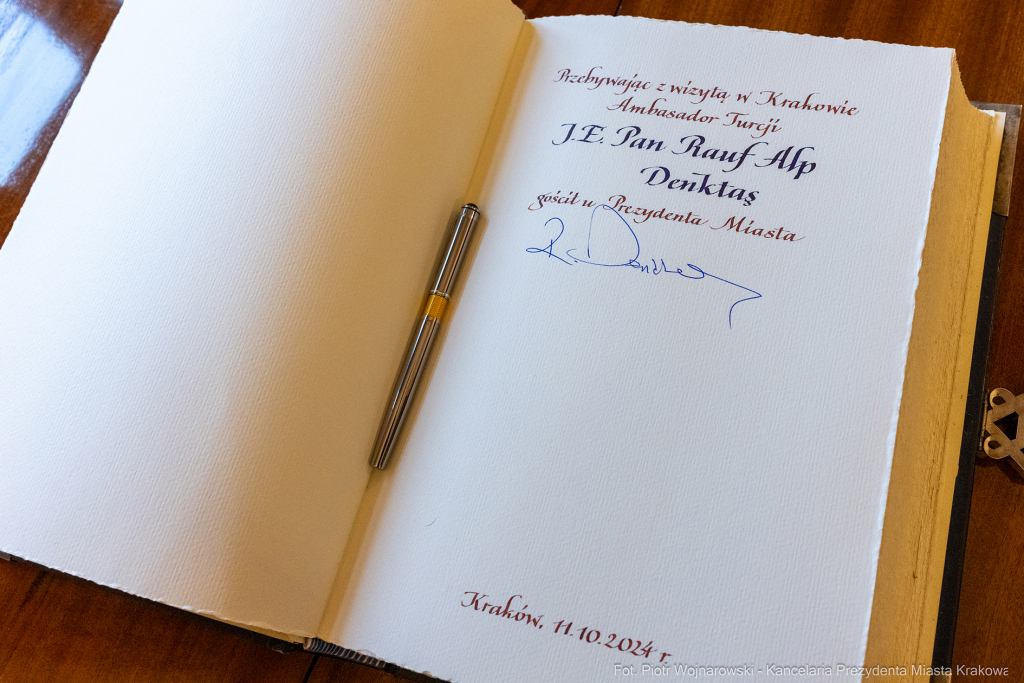 Przebywając z wizytą w Krakowie
Ambasador Turcji
J.E. Pan Rauf Alp
Denktaş
gościł u Prezydenta Miasta
R. Denktaş
Kraków, 11.10.2024 r.
Fot. Piotr Wojnarowski - Kancelaria Prezydenta Miasta Krakowa